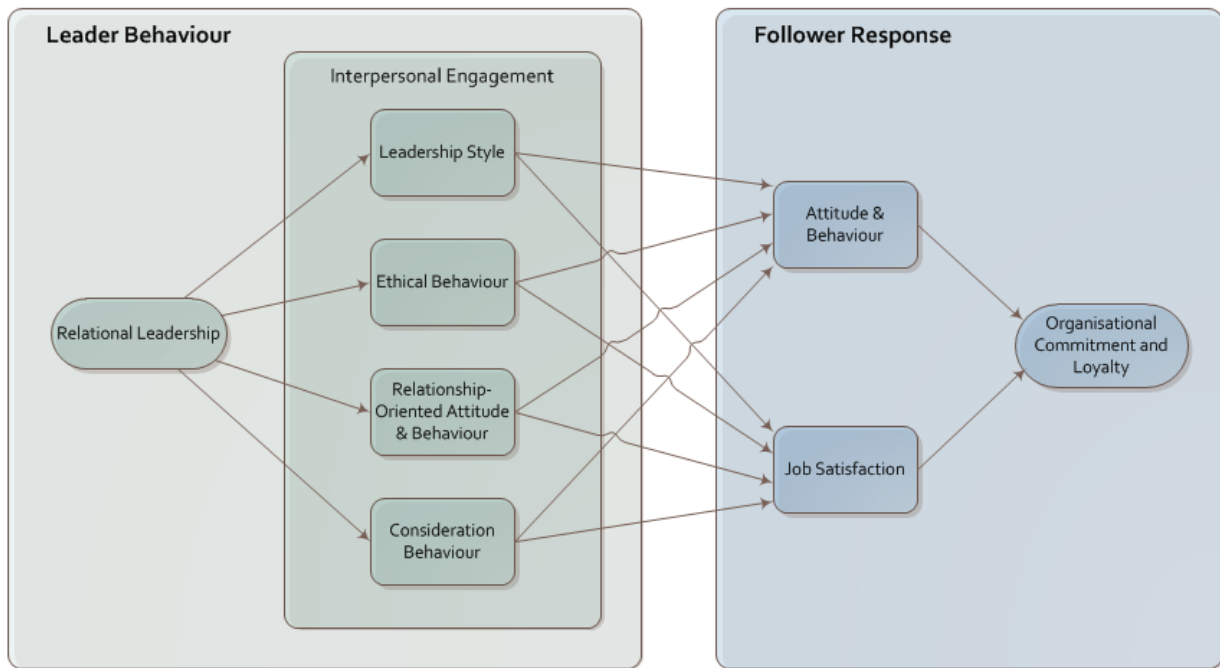 Leader Behaviour
Interpersonal Engagement
Leadership Style
Ethical Behaviour
Relational Leadership
Relationship-
Oriented Attitude
& Behaviour
Consideration
Behaviour
Follower Response
Attitude &
Behaviour
Organisational
Commitment and
Loyalty
Job Satisfaction